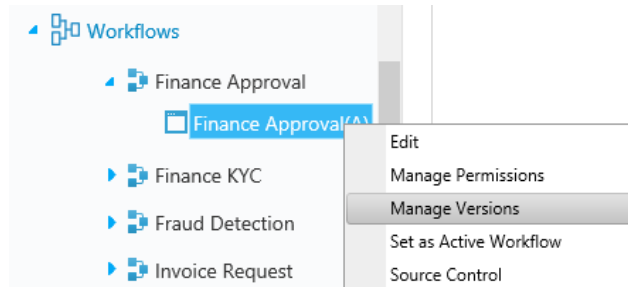 Workflows
Finance Approval
Finance Approval(A)
Edit
Finance KYC
Manage Permissions
Manage Versions
Fraud Detection
Set as Active Workflow
Invoice Request
Source Control